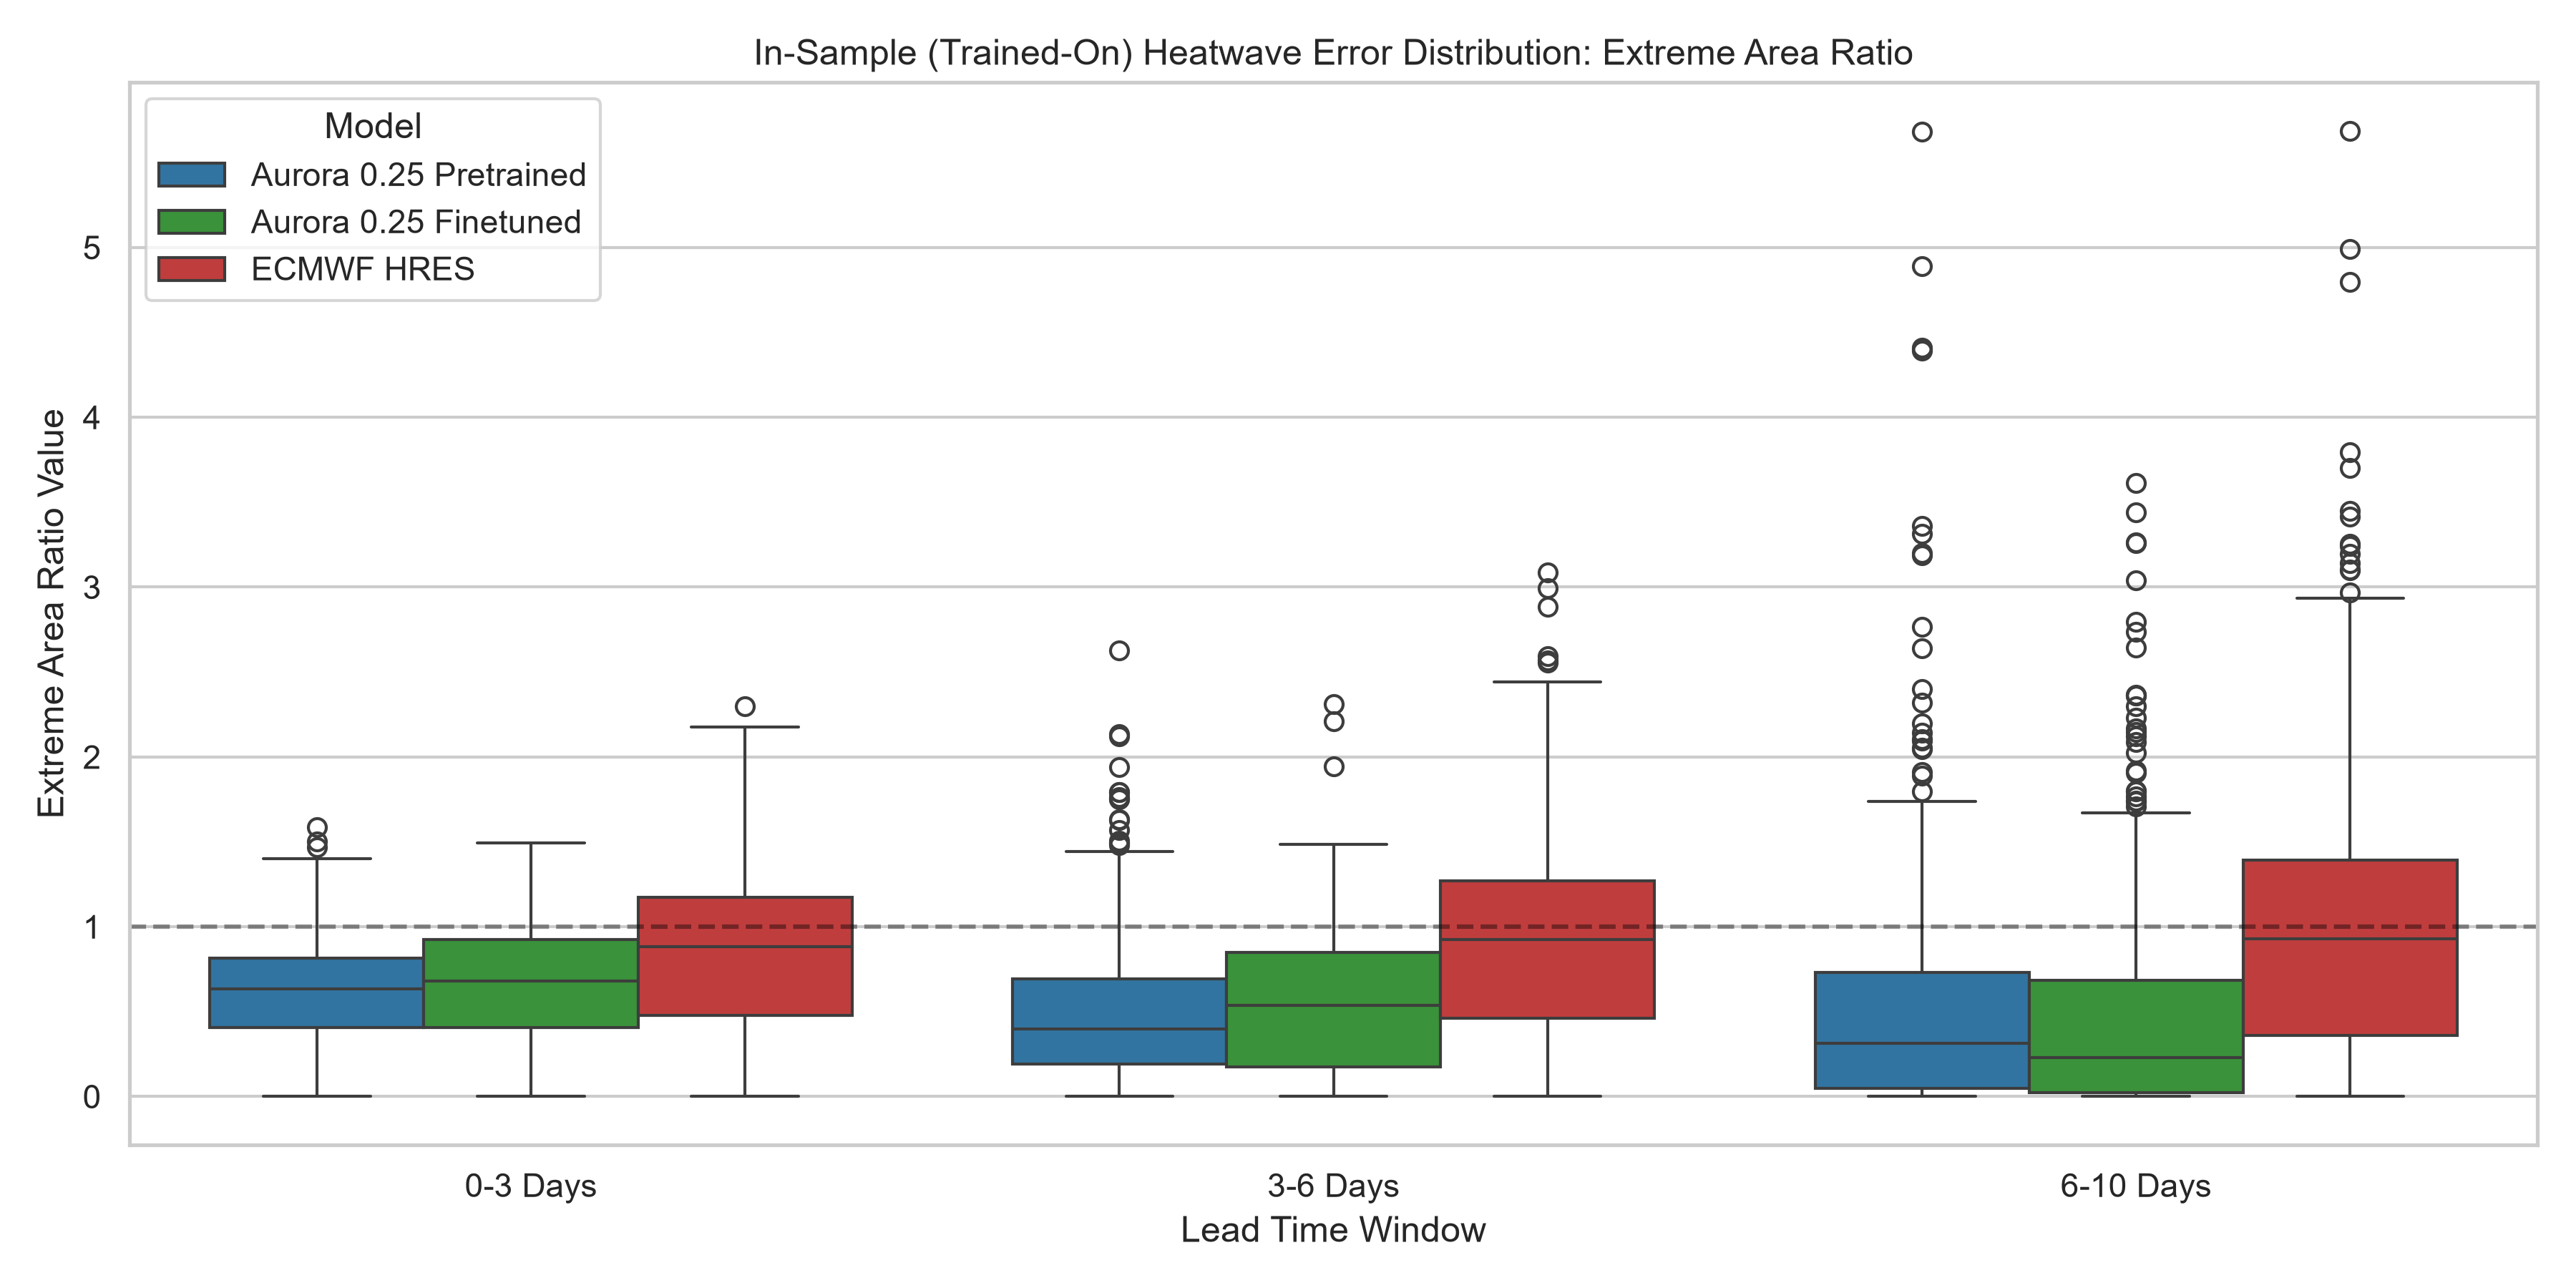 In-Sample (Trained-On) Heatwave Error Distribution: Extreme Area Ratio
Model
Aurora 0.25 Pretrained
Aurora 0.25 Finetuned
ECMWF HRES
Extreme Area Ratio Value
5
4
3
2
1
0
0-3 Days
3-6 Days
6-10 Days
Lead Time Window